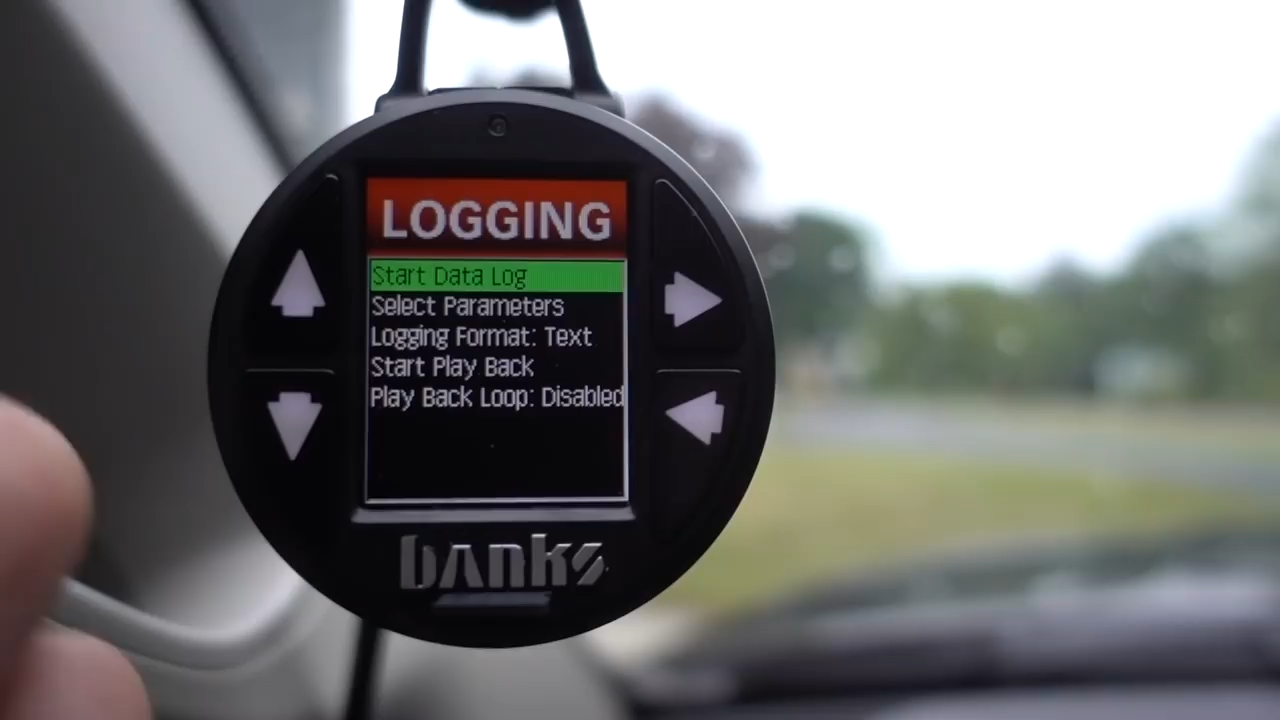 LOGGING
Start Data Log
Select Parameters
Logging Format: Text
Start Play Back
Play Back Loop: Disabled
banks